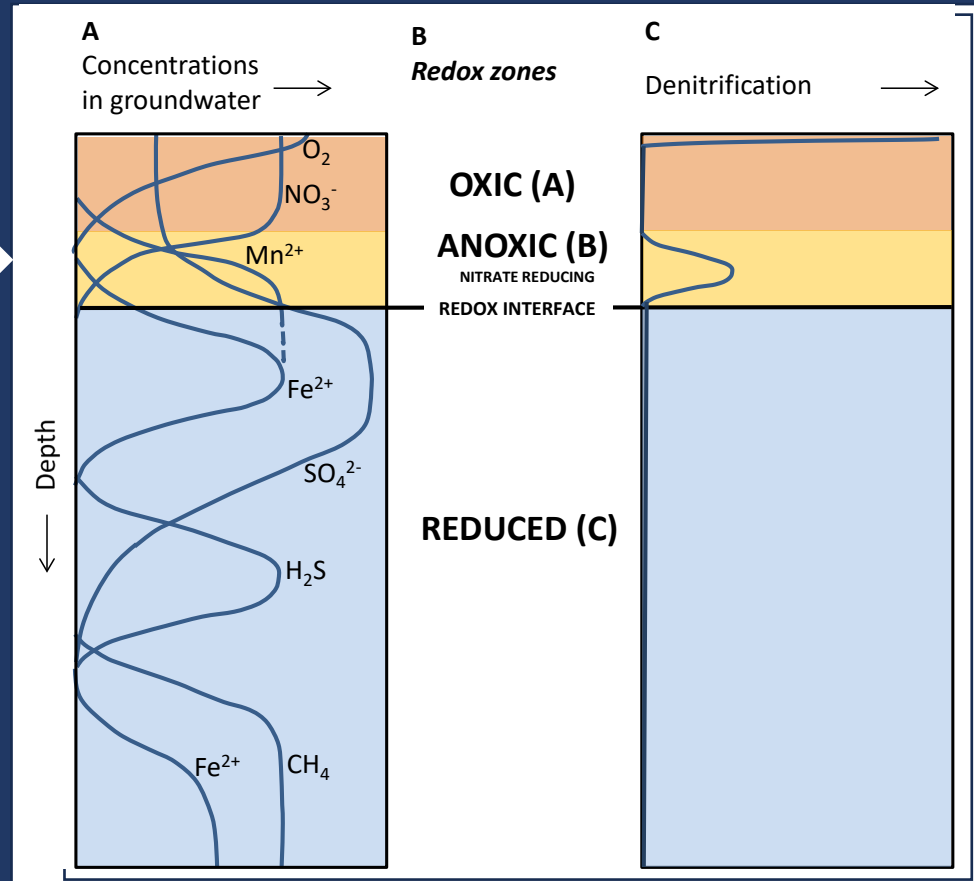 A
Concentrations
in groundwater
B
Redox zones
C
Denitrification
O₂
NO₃⁻
Mn²⁺
Fe²⁺
SO₄²⁻
H₂S
Fe²⁺
CH₄
Depth
OXIC (A)
ANOXIC (B)
NITRATE REDUCING
REDOX INTERFACE
REDUCED (C)